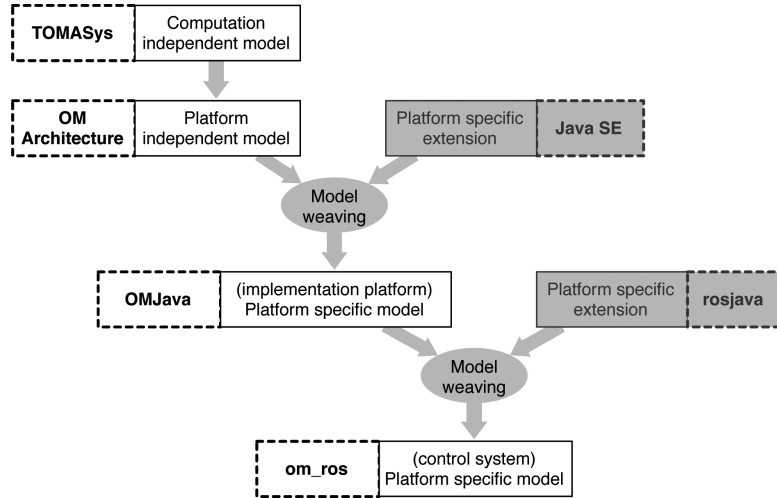 TOMASys
Computation
independent model
OM
Architecture
Platform
independent model
Platform specific
extension
Java SE
Model
weaving
OMJava
(implementation platform)
Platform specific model
Platform specific
extension
rosjava
Model
weaving
om_ros
(control system)
Platform specific model